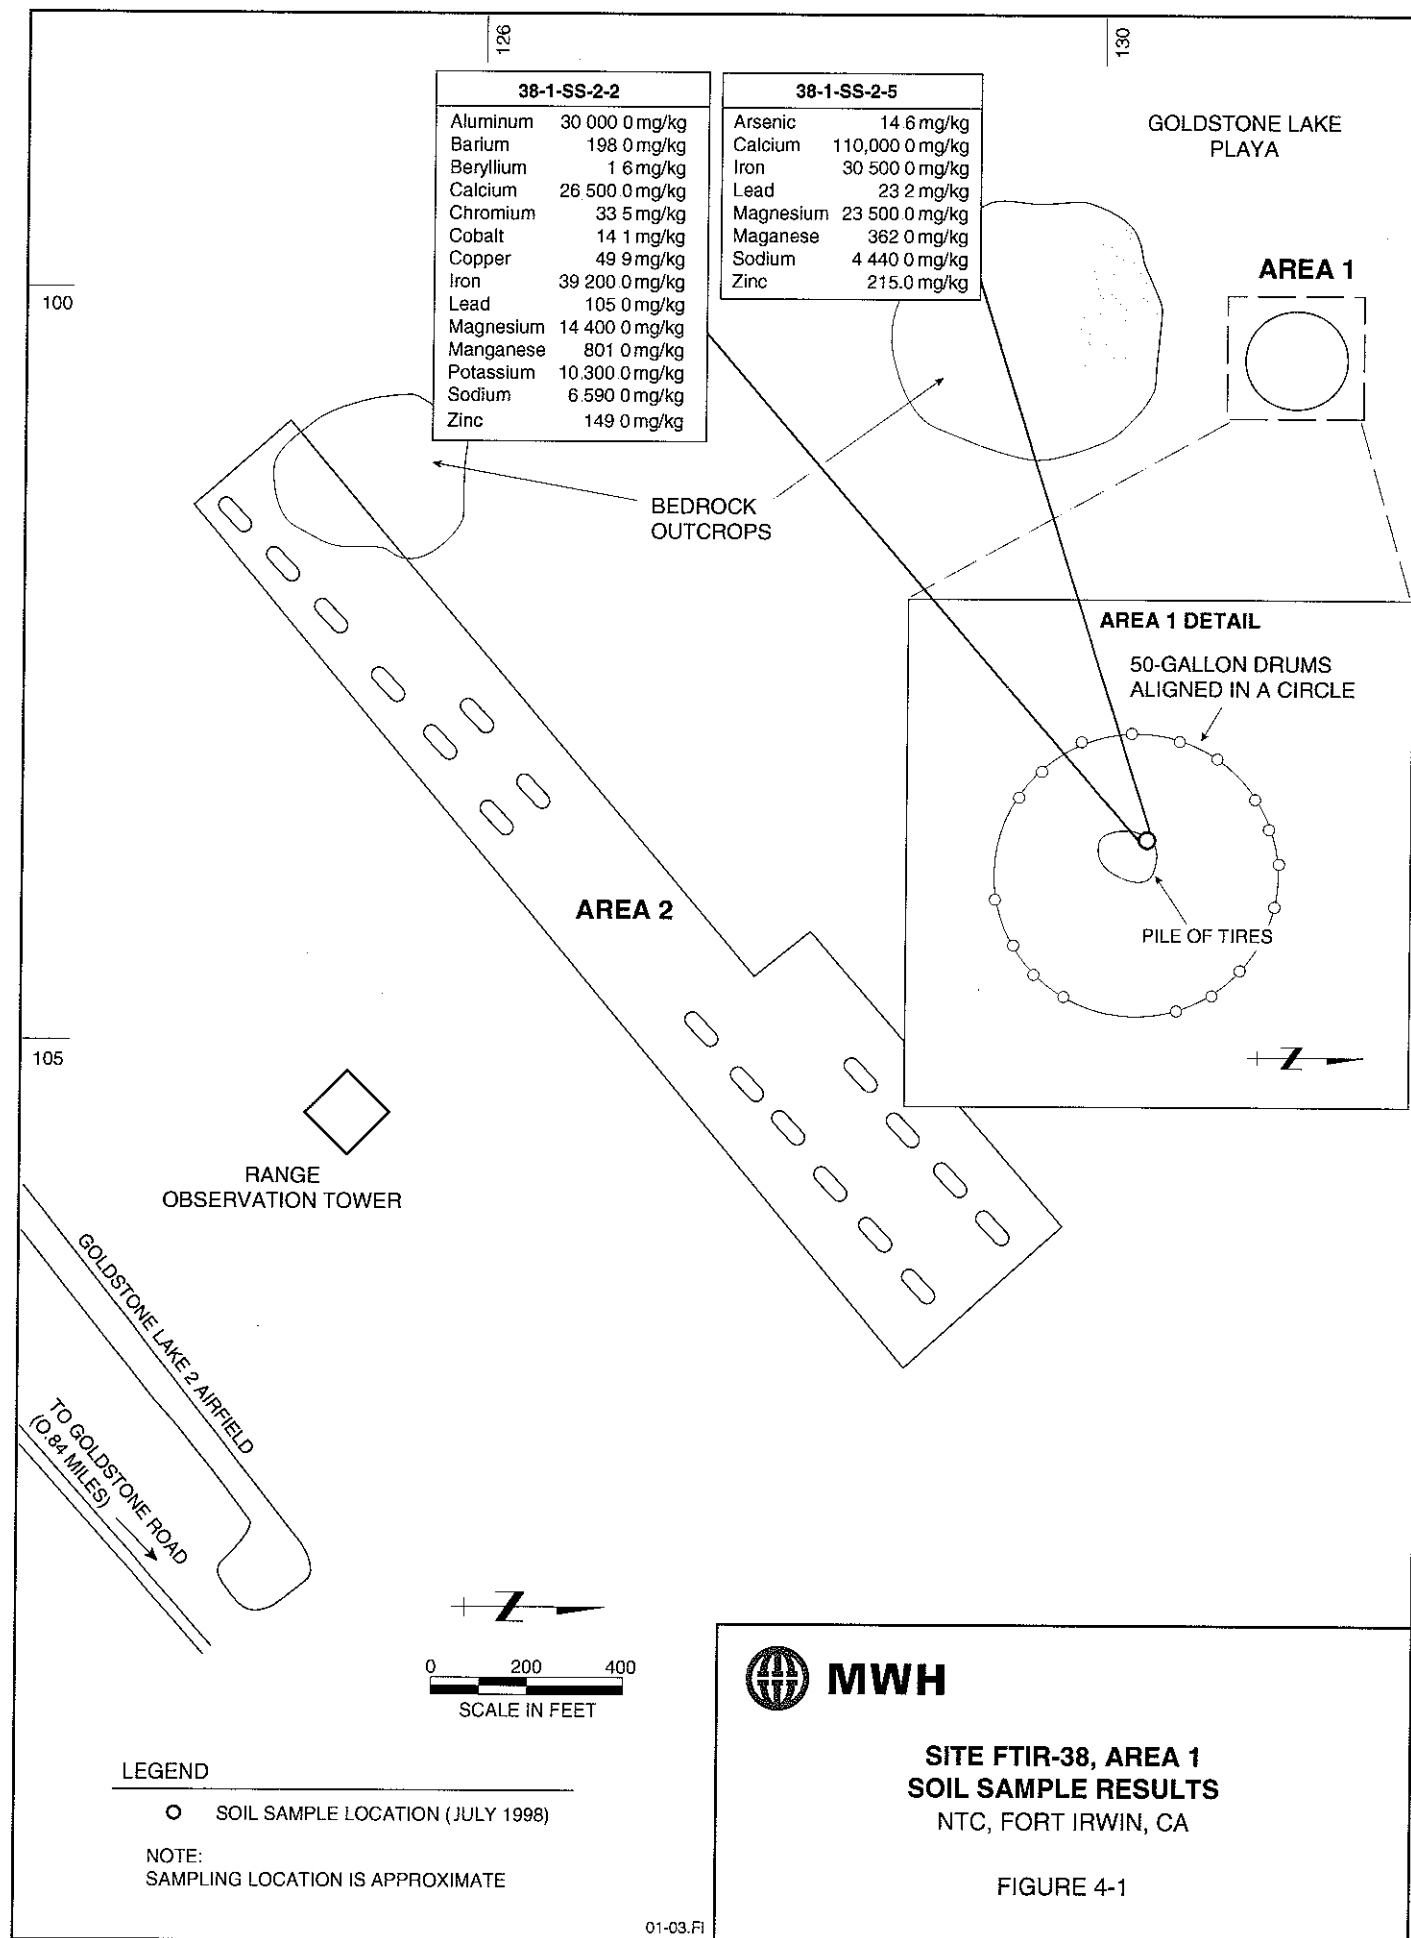 126
130
38-1-SS-2-2
Aluminum 30 000 0 mg/kg
Barium 198 0 mg/kg
Beryllium 1 6 mg/kg
Calcium 26 500.0 mg/kg
Chromium 33 5 mg/kg
Cobalt 14 1 mg/kg
Copper 49 9 mg/kg
Iron 39 200.0 mg/kg
Lead 105 0 mg/kg
Magnesium 14 400 0 mg/kg
Manganese 801 0 mg/kg
Potassium 10.300 0 mg/kg
Sodium 6.590 0 mg/kg
Zinc 149 0 mg/kg
38-1-SS-2-5
Arsenic 14 6 mg/kg
Calcium 110,000 0 mg/kg
Iron 30 500 0 mg/kg
Lead 23 2 mg/kg
Magnesium 23 500.0 mg/kg
Maganese 362 0 mg/kg
Sodium 4 440 0 mg/kg
Zinc 215.0 mg/kg
GOLDSTONE LAKE
PLAYA
AREA 1
100
BEDROCK
OUTCROPS
AREA 1 DETAIL
50-GALLON DRUMS
ALIGNED IN A CIRCLE
PILE OF TIRES
Z
AREA 2
105
RANGE
OBSERVATION TOWER
GOLDSTONE LAKE 2 AIRFIELD
TO GOLDSTONE ROAD
(O.84 MILES)
Z
0 200 400
SCALE IN FEET
LEGEND
SOIL SAMPLE LOCATION (JULY 1998)
NOTE:
SAMPLING LOCATION IS APPROXIMATE
01-03.FI
MWH
SITE FTIR-38, AREA 1
SOIL SAMPLE RESULTS
NTC, FORT IRWIN, CA
FIGURE 4-1